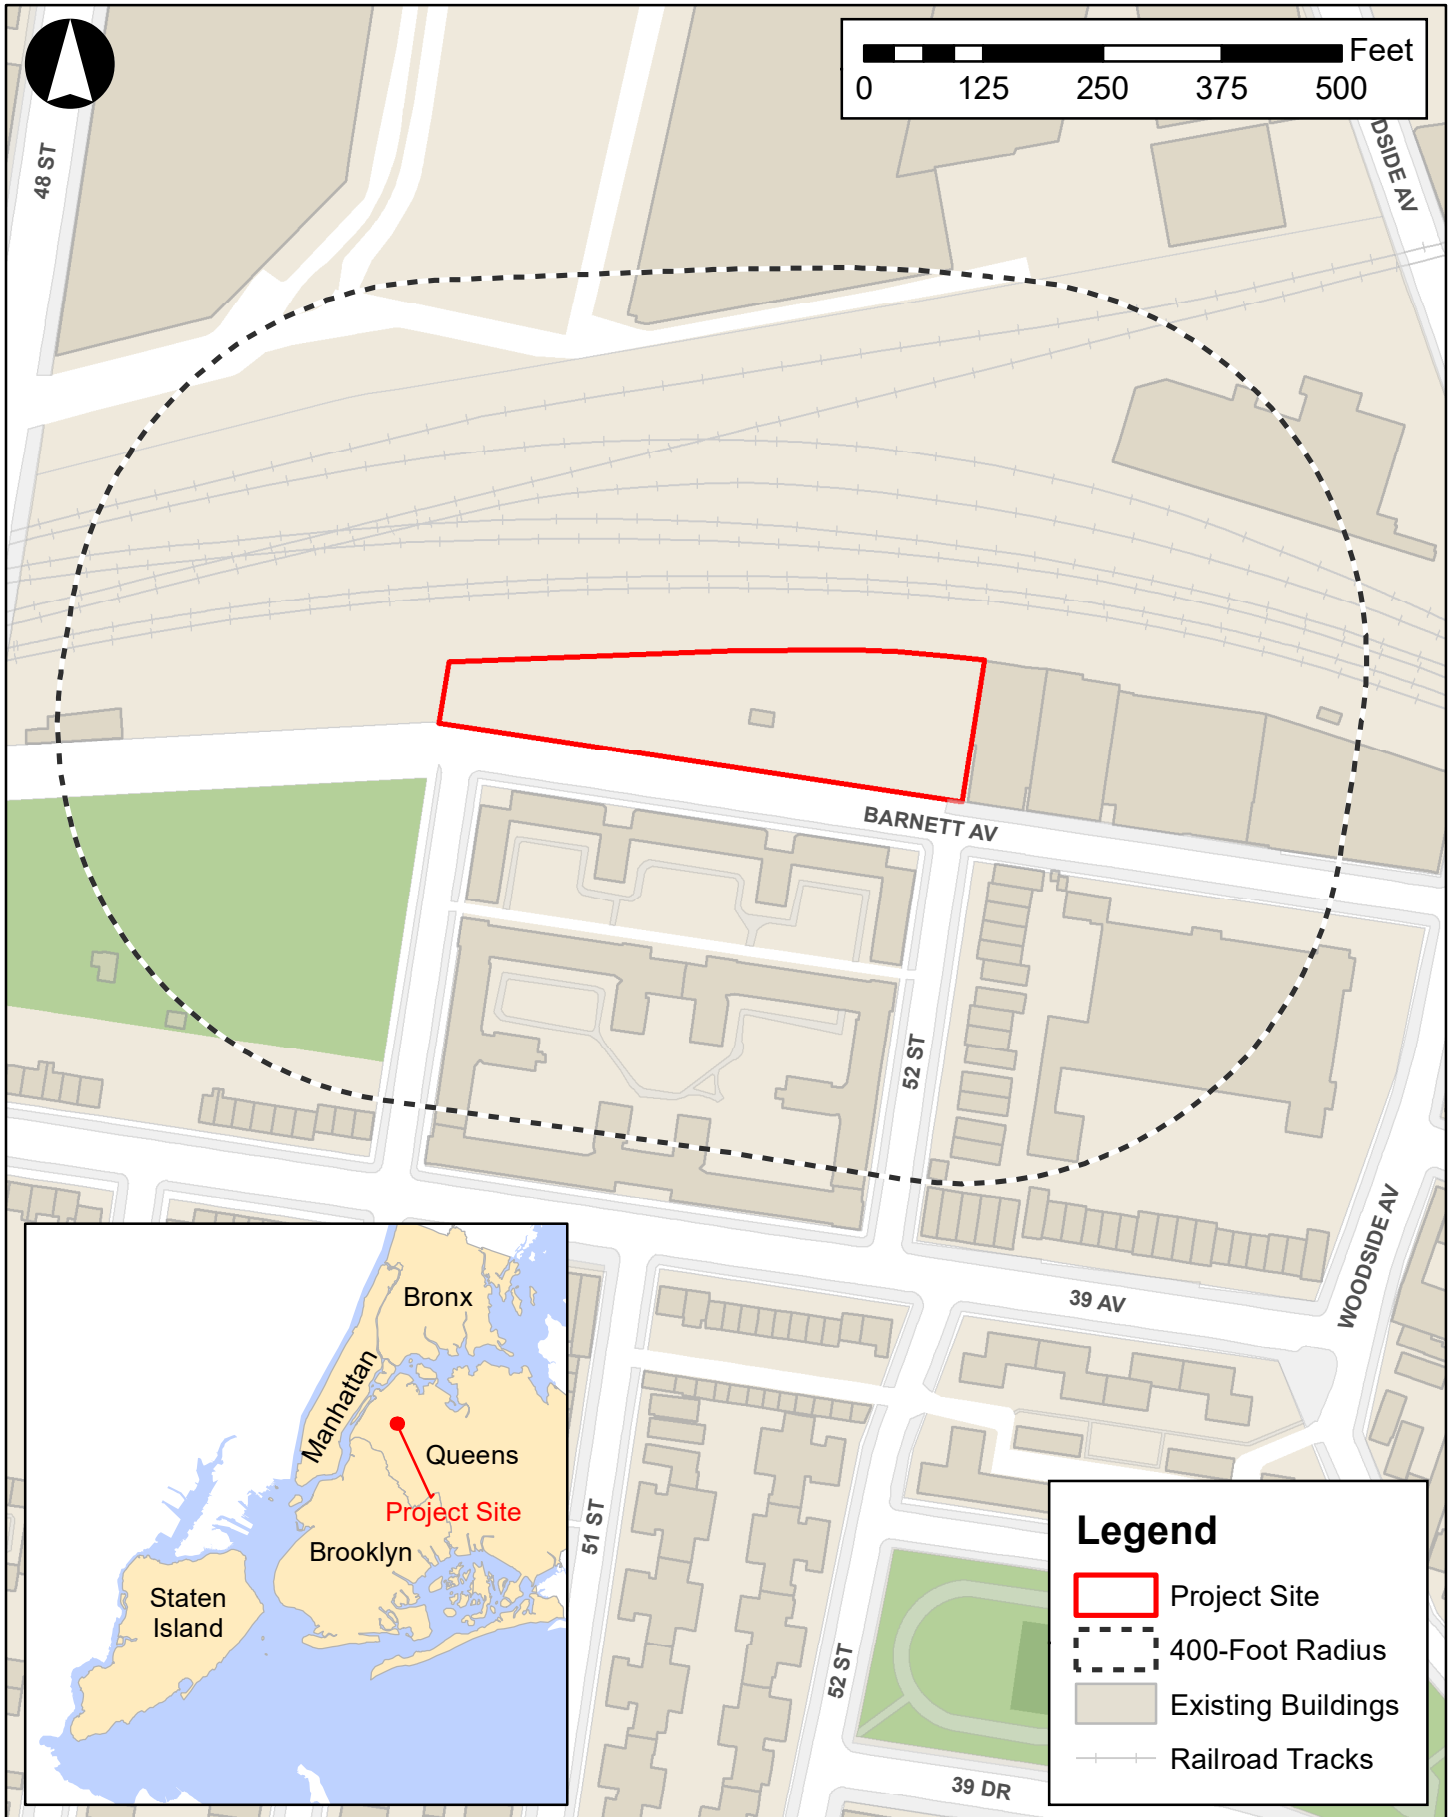 Feet
0 125 250 375 500
48 ST
DSIDE AV
BARNETT AV
52 ST
39 AV
WOODSIDE AV
51 ST
52 ST
39 DR
Bronx
Manhattan
Queens
Project Site
Brooklyn
Staten
Island
Legend
Project Site
400-Foot Radius
Existing Buildings
Railroad Tracks